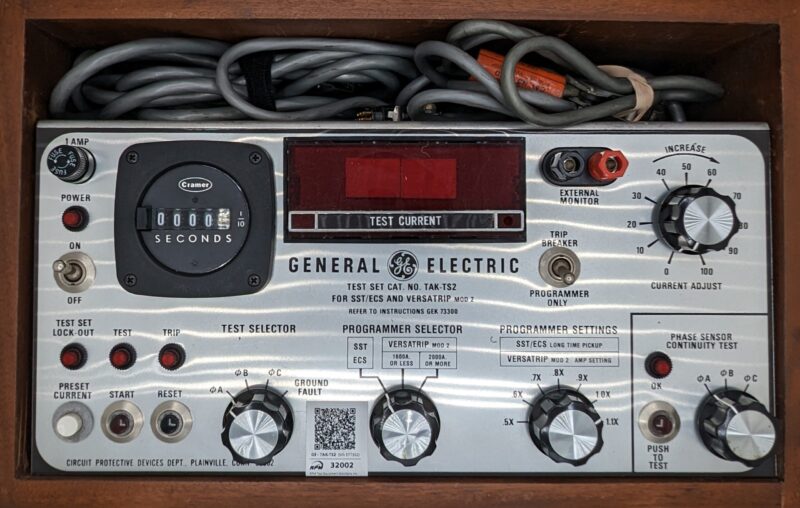 1 AMP
FUSE
FUSE
POWER
ON
OFF
Cramer
0 0 0 0
1/10
SECONDS
TEST CURRENT
GENERAL GE ELECTRIC
TEST SET CAT. NO. TAK-TS2
FOR SST/ECS AND VERSATRIP MOD 2
REFER TO INSTRUCTIONS GEK 73300
EXTERNAL
MONITOR
TRIP
BREAKER
PROGRAMMER
ONLY
INCREASE
0 10 20 30 40 50 60 70 80 90 100
CURRENT ADJUST
TEST SET
LOCK-OUT
TEST
TRIP
PRESET
CURRENT
START
RESET
TEST SELECTOR
ΦA
ΦB
ΦC
GROUND
FAULT
PROGRAMMER SELECTOR
SST
ECS
VERSATRIP MOD 2
1600A.
OR LESS
2000A.
OR MORE
PROGRAMMER SETTINGS
SST/ECS LONG TIME PICKUP
VERSATRIP MOD 2 AMP SETTING
.5X .6X .7X .8X .9X 1.0X 1.1X
PHASE SENSOR
CONTINUITY TEST
OK
ΦA
ΦB
ΦC
PUSH
TO
TEST
CIRCUIT PROTECTIVE DEVICES DEPT., PLAINVILLE,
32002